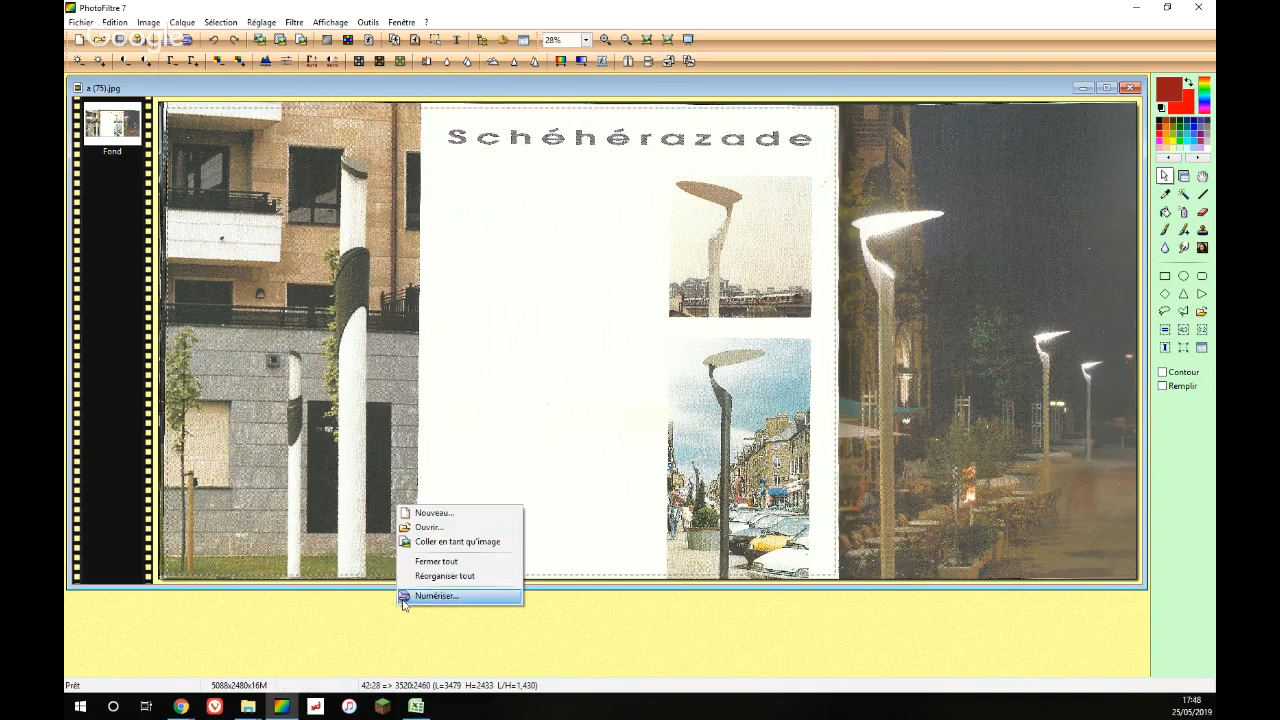 PhotoFiltre 7
Fichier Edition Image Calque Sélection Réglage Filtre Affichage Outils Fenêtre ?
Google
28%
a (75).jpg
Fond
Schéhérazade
Contour
Remplir
Nouveau...
Ouvrir...
Coller en tant qu'image
Fermer tout
Réorganiser tout
Numériser...
Prêt 5088x2480x16M 42:28 => 3520x2460 (L=3479 H=2433 L/H=1,430)
17:48
25/05/2019